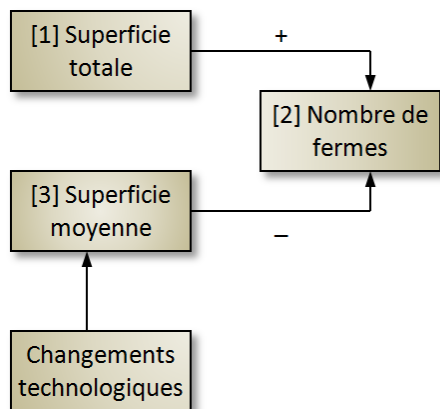 [1] Superficie
totale
+
[2] Nombre de
fermes
[3] Superficie
moyenne
–
Changements
technologiques